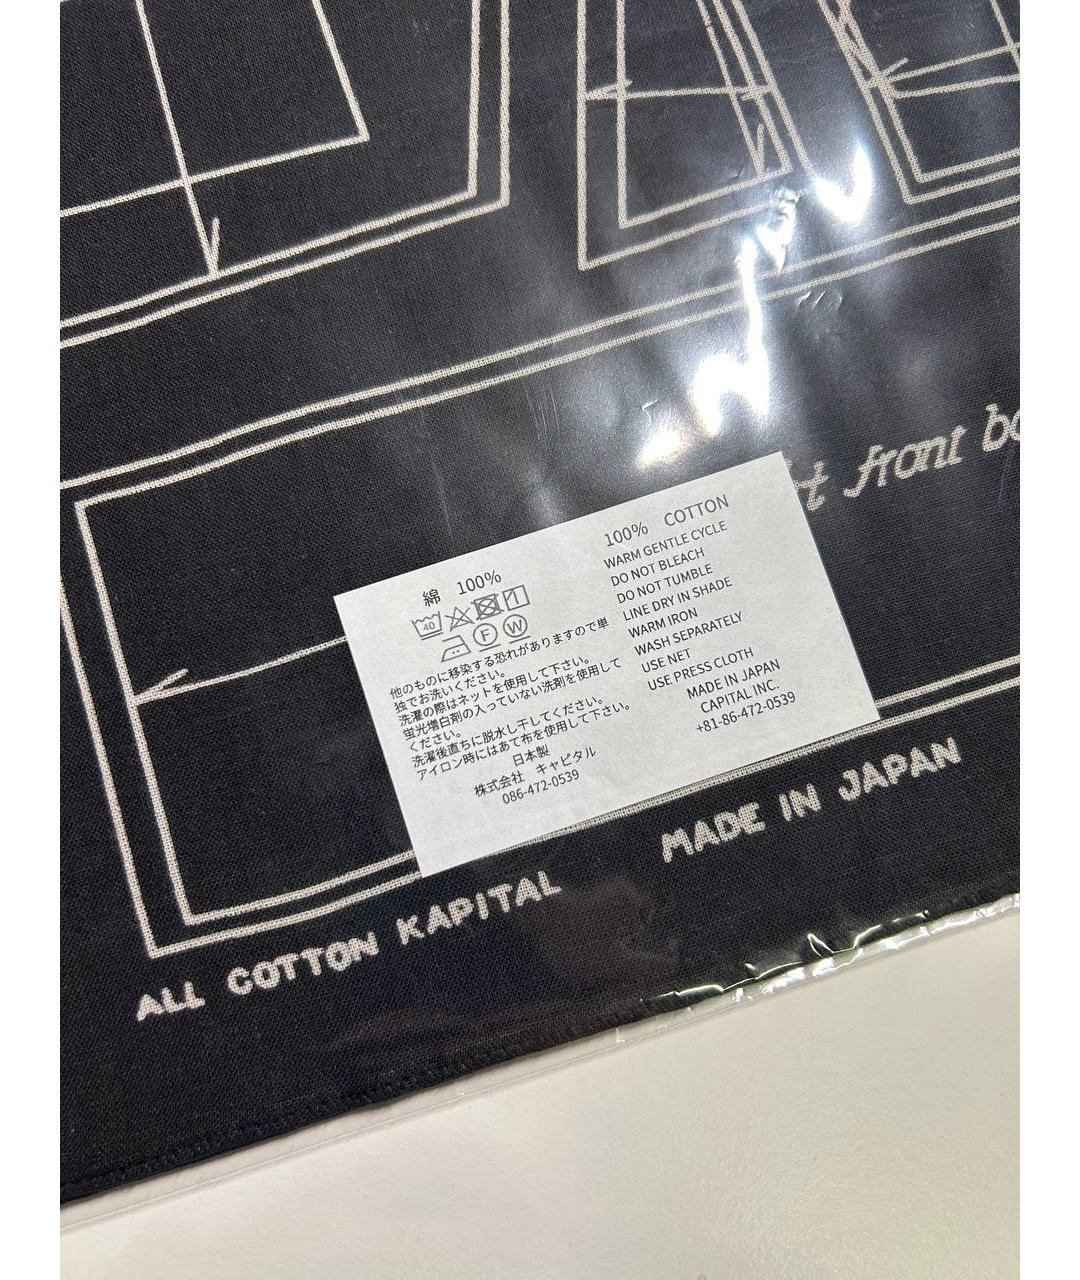 front
綿 100%
40
F W
他のものに移染する恐れがありますので単
独でお洗いください。
洗濯の際はネットを使用して下さい。
蛍光増白剤の入っていない洗剤を使用して
ください。
洗濯後直ちに脱水し干してください。
アイロン時にはあて布を使用して下さい。
日本製
株式会社 キャピタル
086-472-0539
100% COTTON
WARM GENTLE CYCLE
DO NOT BLEACH
DO NOT TUMBLE
LINE DRY IN SHADE
WARM IRON
WASH SEPARATELY
USE NET
USE PRESS CLOTH
MADE IN JAPAN
CAPITAL INC.
+81-86-472-0539
ALL COTTON KAPITAL MADE IN JAPAN